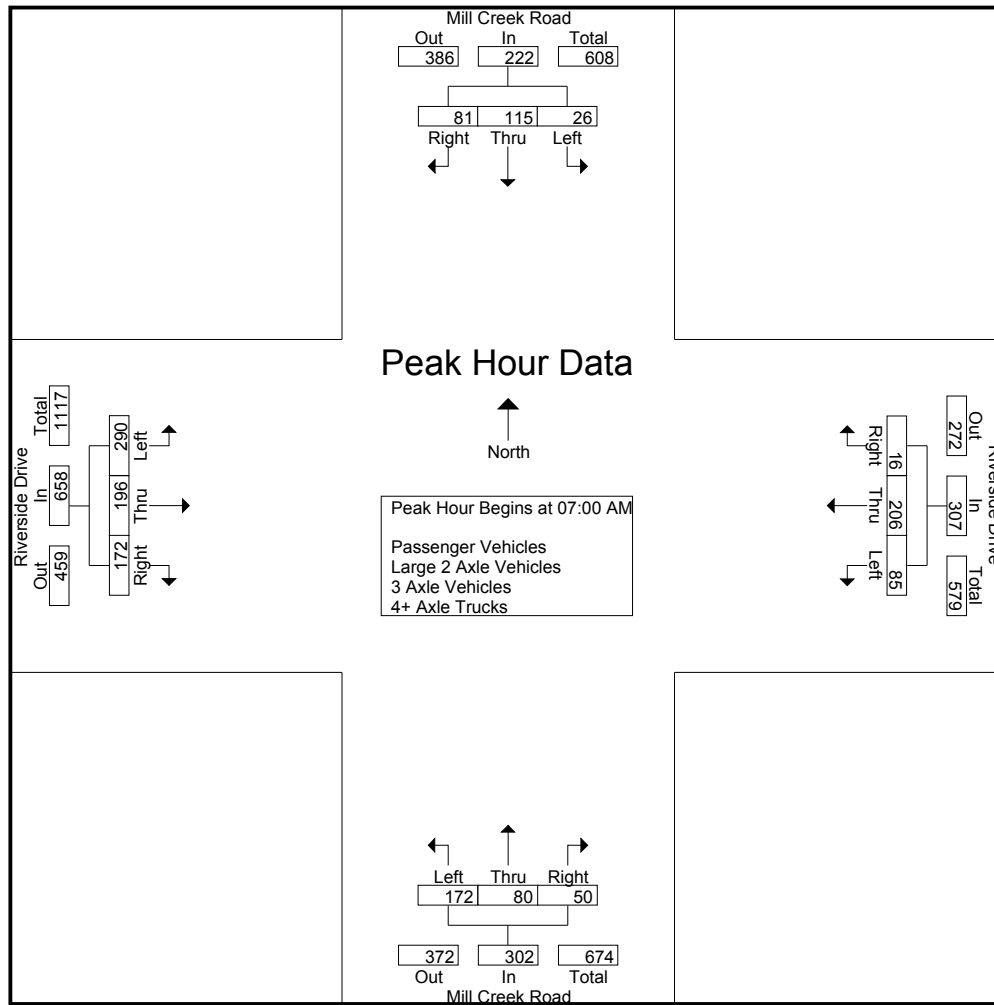 Mill Creek Road
Out In Total
386 222 608
81 115 26
Right Thru Left
Peak Hour Data
North
Peak Hour Begins at 07:00 AM
Passenger Vehicles
Large 2 Axle Vehicles
3 Axle Vehicles
4+ Axle Trucks
Riverside Drive
Out In Total
459 658 1117
172 196 290
Right Thru Left
Riverside Drive
Out In Total
272 307 579
16 206 85
Right Thru Left
Left Thru Right
172 80 50
372 302 674
Out In Total
Mill Creek Road